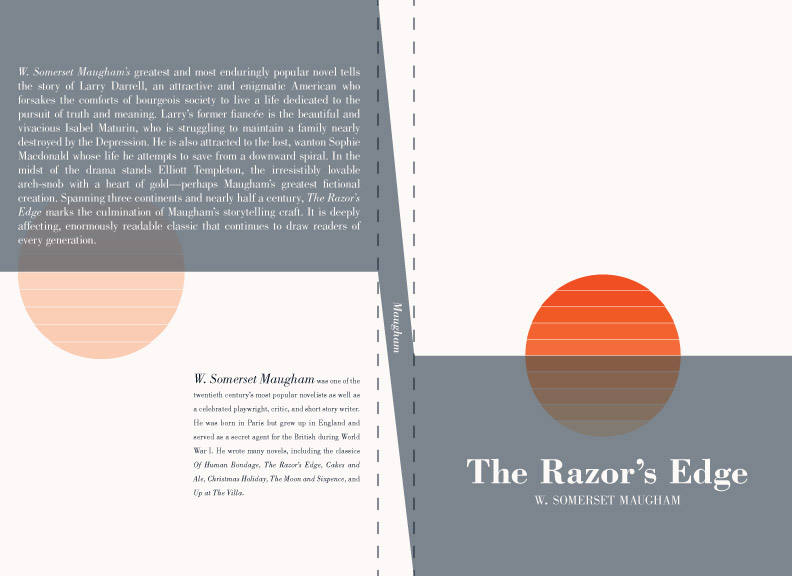 W. Somerset Maugham's greatest and most enduringly popular novel tells
the story of Larry Darrell, an attractive and enigmatic American who
forsakes the comforts of bourgeois society to live a life dedicated to the
pursuit of truth and meaning. Larry's former fiancée is the beautiful and
vivacious Isabel Maturin, who is struggling to maintain a family nearly
destroyed by the Depression. He is also attracted to the lost, wanton Sophie
Macdonald whose life he attempts to save from a downward spiral. In the
midst of the drama stands Elliott Templeton, the irresistibly lovable
arch-snob with a heart of gold—perhaps Maugham's greatest fictional
creation. Spanning three continents and nearly half a century, The Razor's
Edge marks the culmination of Maugham's storytelling craft. It is deeply
affecting, enormously readable classic that continues to draw readers of
every generation.
W. Somerset Maugham was one of the
twentieth century's most popular novelists as well as
a celebrated playwright, critic, and short story writer.
He was born in Paris but grew up in England and
served as a secret agent for the British during World
War I. He wrote many novels, including the classics
Of Human Bondage, The Razor's Edge, Cakes and
Ale, Christmas Holiday, The Moon and Sixpence, and
Up at The Villa.
Maugham
The Razor's Edge
W. SOMERSET MAUGHAM